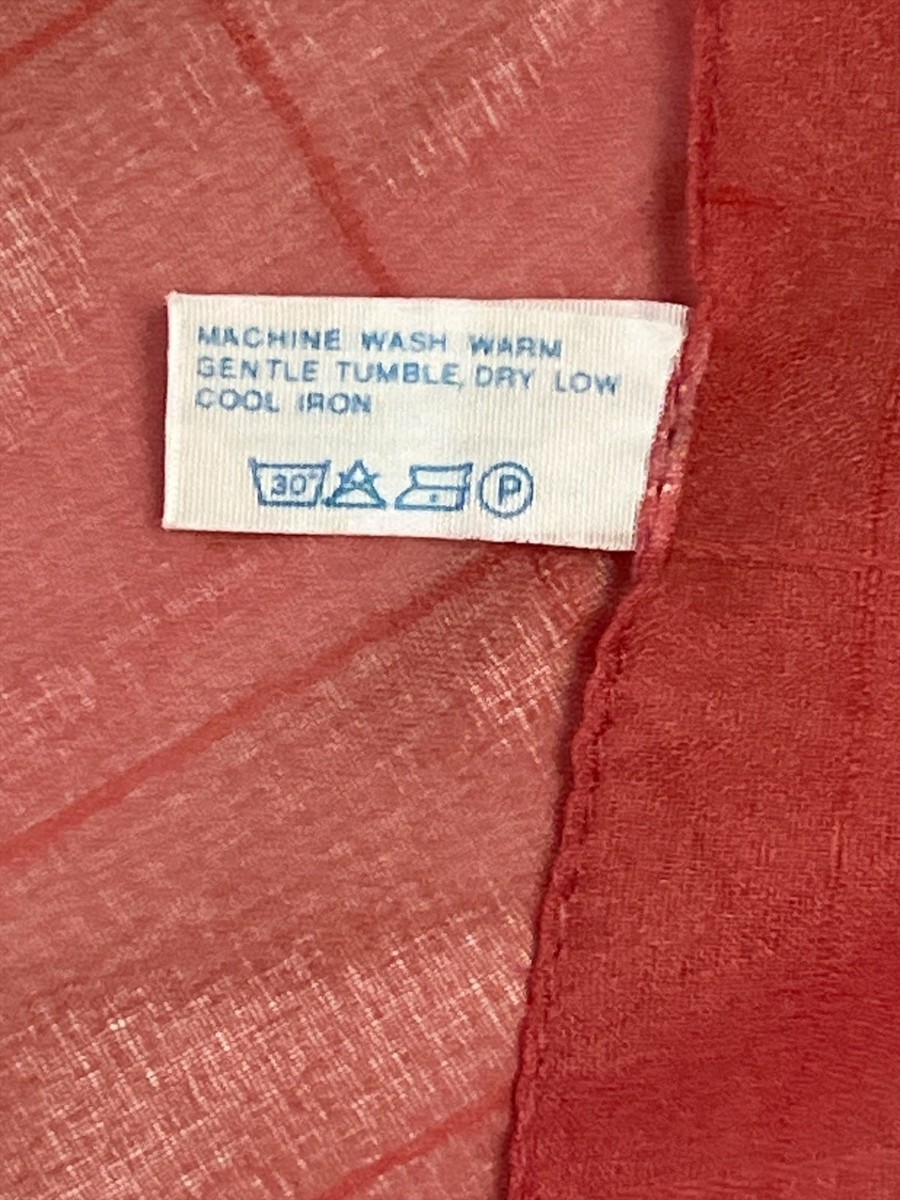 MACHINE WASH WARM
GENTLE TUMBLE, DRY LOW
COOL IRON
30° P